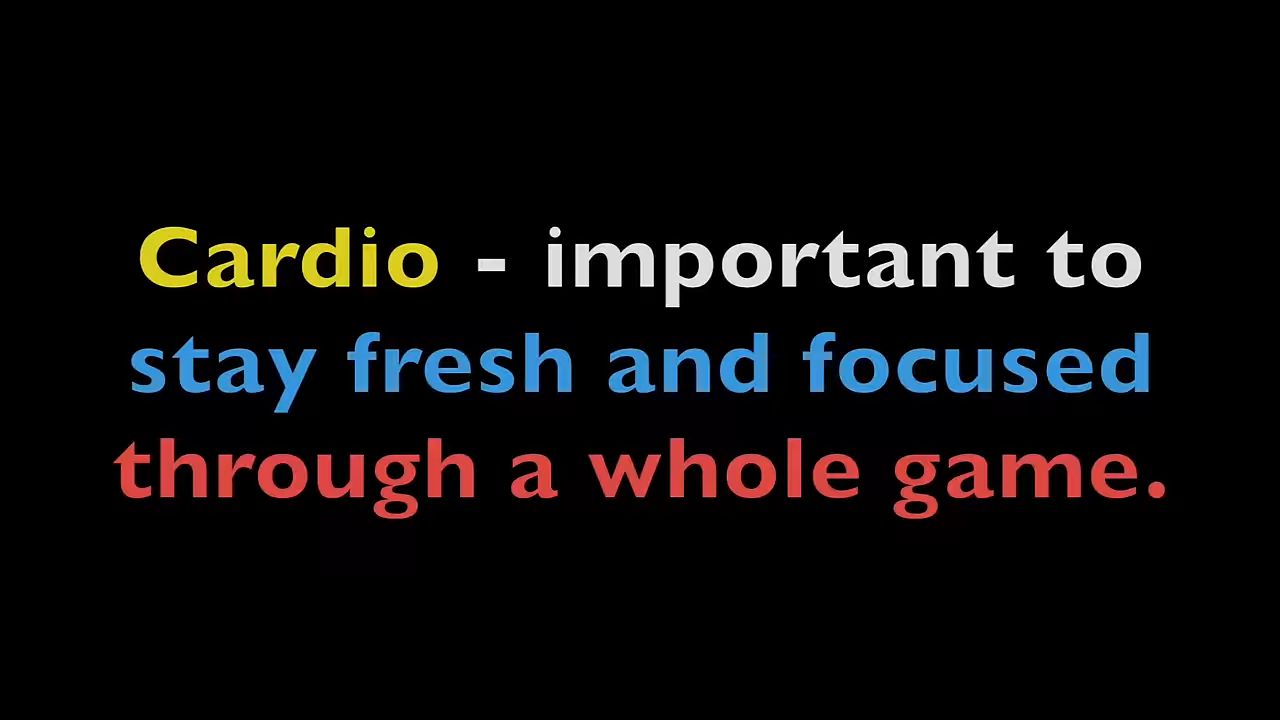 Cardio - important to
stay fresh and focused
through a whole game.